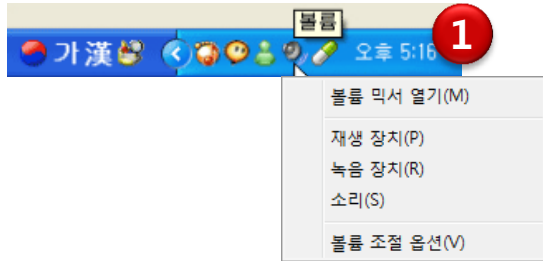 볼륨
1
가漢
오후 5:16
볼륨 믹서 열기(M)
재생 장치(P)
녹음 장치(R)
소리(S)
볼륨 조절 옵션(V)